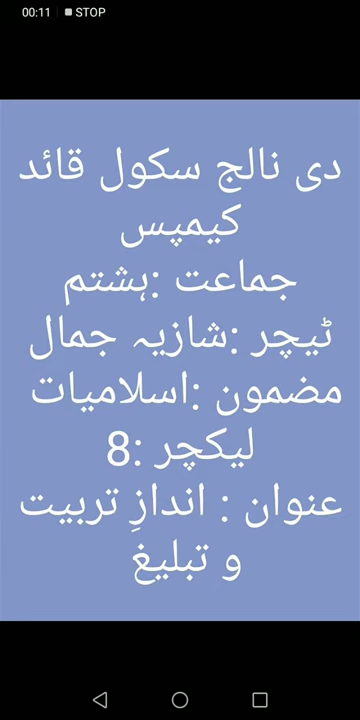 00:11 STOP
دی نالج سکول قائد
کیمپس
جماعت :ہشتم
ٹیچر :شازیہ جمال
مضمون :اسلامیات
لیکچر :8
عنوان : اندازِ تربیت
و تبلیغ